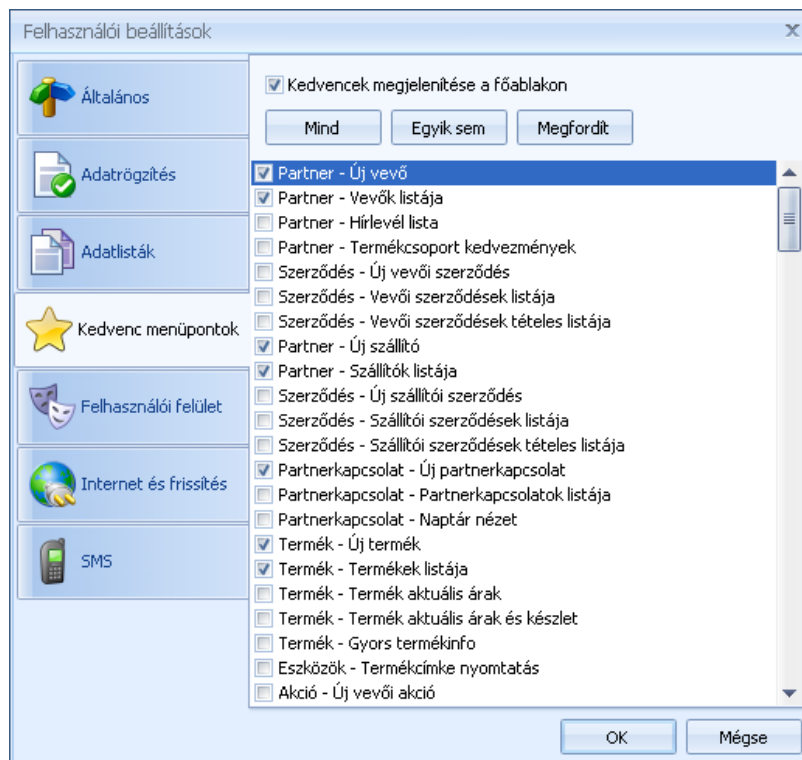 Felhasználói beállítások
Általános
Adatrögzítés
Adatlisták
Kedvenc menüpontok
Felhasználói felület
Internet és frissítés
SMS
Kedvencek megjelenítése a főablakon
Mind Egyik sem Megfordít
Partner - Új vevő
Partner - Vevők listája
Partner - Hírlevél lista
Partner - Termékcsoport kedvezmények
Szerződés - Új vevői szerződés
Szerződés - Vevői szerződések listája
Szerződés - Vevői szerződések tételes listája
Partner - Új szállító
Partner - Szállítók listája
Szerződés - Új szállítói szerződés
Szerződés - Szállítói szerződések listája
Szerződés - Szállítói szerződések tételes listája
Partnerkapcsolat - Új partnerkapcsolat
Partnerkapcsolat - Partnerkapcsolatok listája
Partnerkapcsolat - Naptár nézet
Termék - Új termék
Termék - Termékek listája
Termék - Termék aktuális árak
Termék - Termék aktuális árak és készlet
Termék - Gyors termékinfo
Eszközök - Termékcímke nyomtatás
Akció - Új vevői akció
OK Mégse